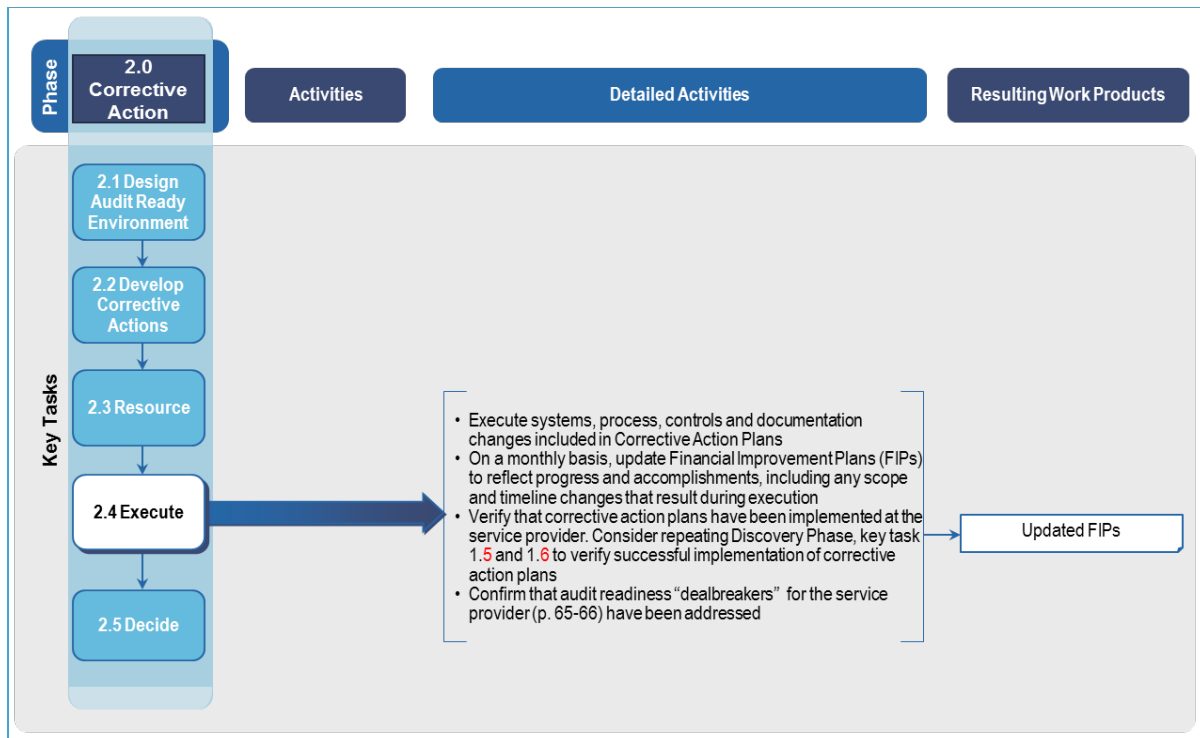 Phase
2.0
Corrective
Action
Activities
Detailed Activities
Resulting Work Products
Key Tasks
2.1 Design
Audit Ready
Environment
2.2 Develop
Corrective
Actions
2.3 Resource
2.4 Execute
2.5 Decide
• Execute systems, process, controls and documentation
changes included in Corrective Action Plans
• On a monthly basis, update Financial Improvement Plans (FIPs)
to reflect progress and accomplishments, including any scope
and timeline changes that result during execution
• Verify that corrective action plans have been implemented at the
service provider. Consider repeating Discovery Phase, key task
1.5 and 1.6 to verify successful implementation of corrective
action plans
• Confirm that audit readiness “dealbreakers” for the service
provider (p. 65-66) have been addressed
Updated FIPs